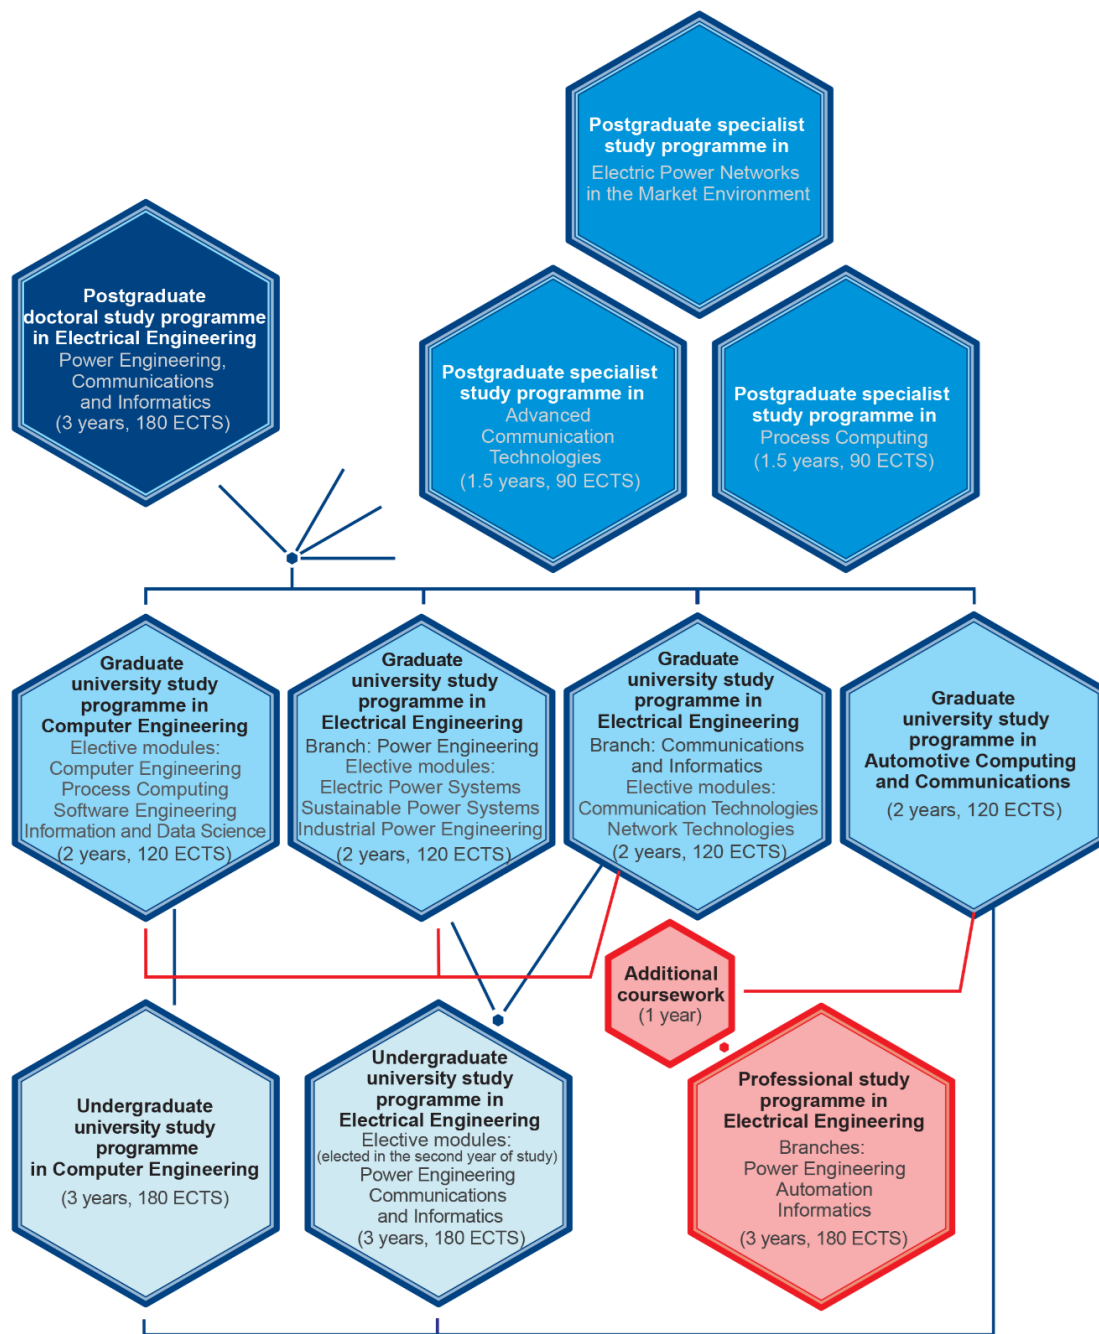 Postgraduate specialist
study programme in
Electric Power Networks
in the Market Environment
Postgraduate
doctoral study programme
in Electrical Engineering
Power Engineering,
Communications
and Informatics
(3 years, 180 ECTS)
Postgraduate specialist
study programme in
Advanced
Communication
Technologies
(1.5 years, 90 ECTS)
Postgraduate specialist
study programme in
Process Computing
(1.5 years, 90 ECTS)
Graduate
university study
programme in
Computer Engineering
Elective modules:
Computer Engineering
Process Computing
Software Engineering
Information and Data Science
(2 years, 120 ECTS)
Graduate
university study
programme in
Electrical Engineering
Branch: Power Engineering
Elective modules:
Electric Power Systems
Sustainable Power Systems
Industrial Power Engineering
(2 years, 120 ECTS)
Graduate
university study
programme in
Electrical Engineering
Branch: Communications
and Informatics
Elective modules:
Communication Technologies
Network Technologies
(2 years, 120 ECTS)
Graduate
university study
programme in
Automotive Computing
and Communications
(2 years, 120 ECTS)
Additional
coursework
(1 year)
Undergraduate
university study
programme
in Computer Engineering
(3 years, 180 ECTS)
Undergraduate
university study
programme in
Electrical Engineering
Elective modules:
(elected in the second year of study)
Power Engineering
Communications
and Informatics
(3 years, 180 ECTS)
Professional study
programme in
Electrical Engineering
Branches:
Power Engineering
Automation
Informatics
(3 years, 180 ECTS)